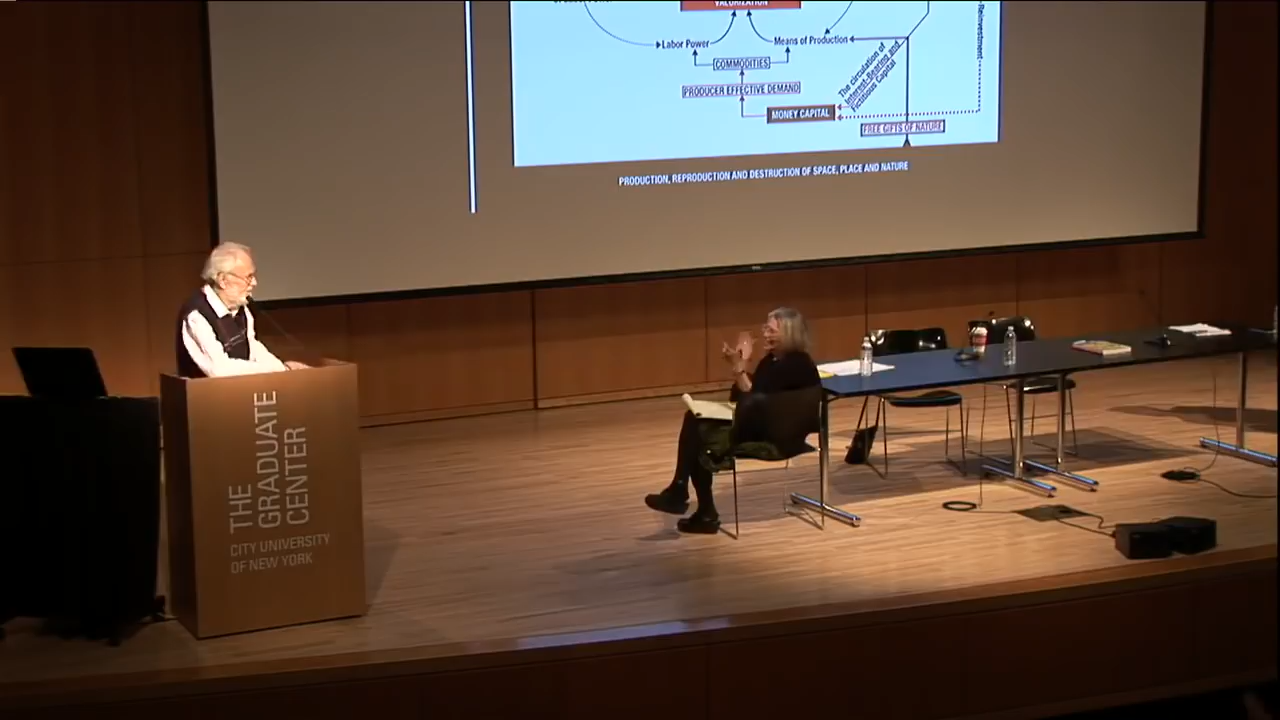 VALORIZATION
Labor Power
Means of Production
COMMODITIES
PRODUCER EFFECTIVE DEMAND
MONEY CAPITAL
The circulation of
Interest-Bearing and
Fictitious Capital
Reinvestment
FREE GIFTS OF NATURE
PRODUCTION, REPRODUCTION AND DESTRUCTION OF SPACE, PLACE AND NATURE
THE
GRADUATE
CENTER
CITY UNIVERSITY
OF NEW YORK